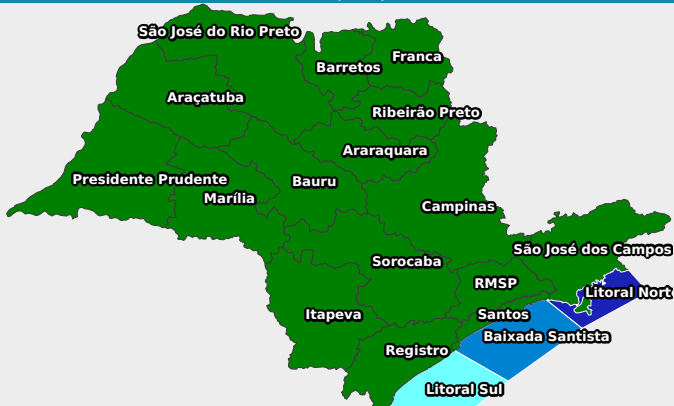 São José do Rio Preto
Franca
Barretos
Araçatuba
Ribeirão Preto
Araraquara
Presidente Prudente
Bauru
Marília
Campinas
São José dos Campos
Sorocaba
RMSP
Litoral Nort
Itapeva
Santos
Baixada Santista
Registro
Litoral Sul